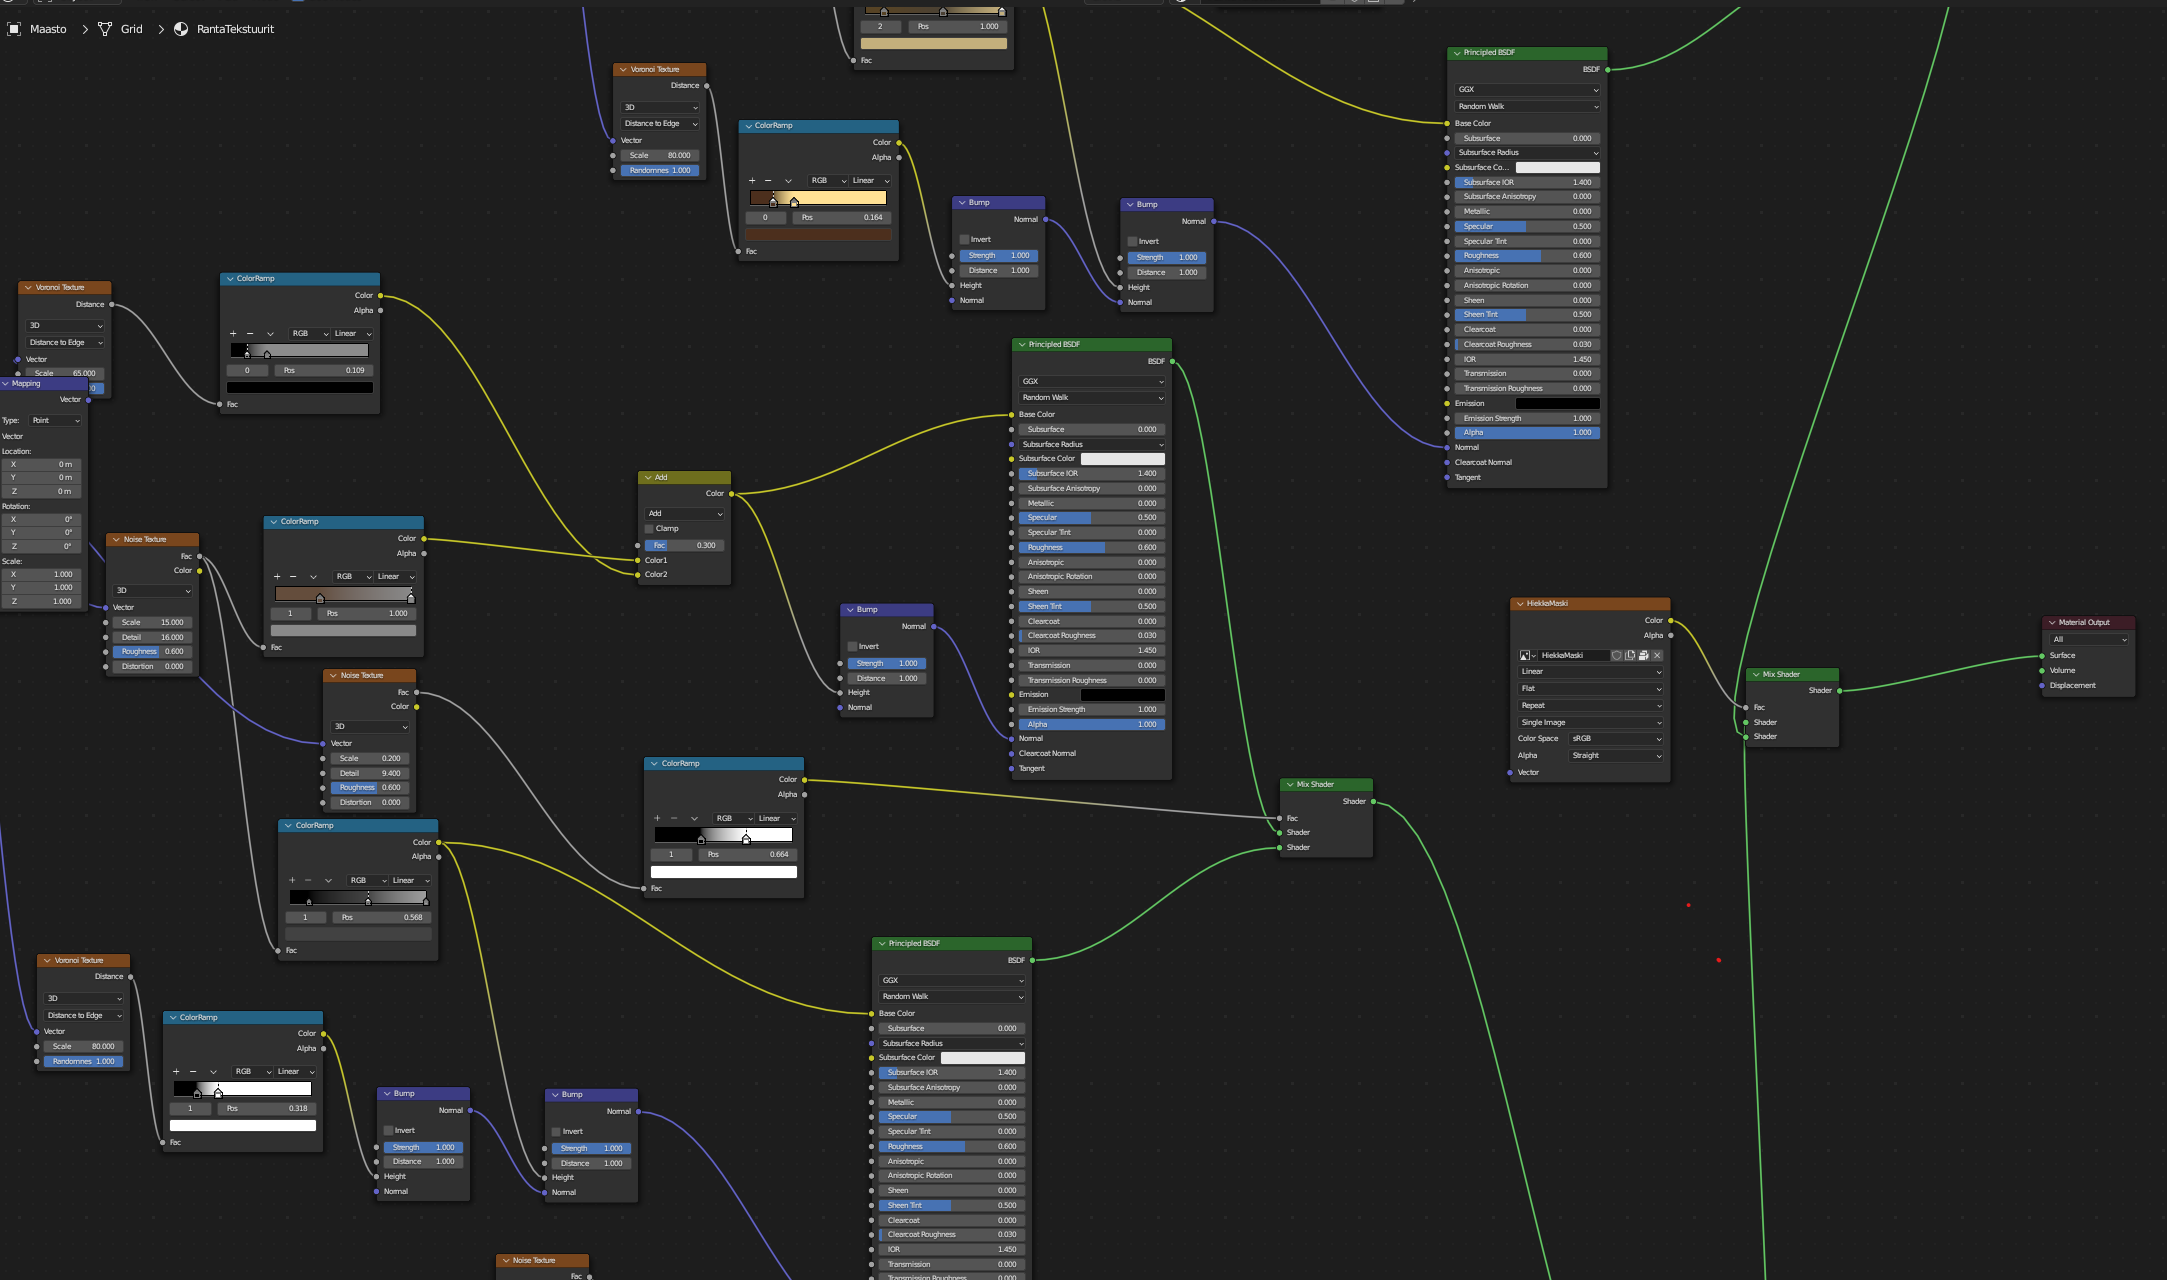 Maasto > Grid > RantaTekstuurit
2 Pos 1.000
Fac
Voronoi Texture
Distance
3D
Distance to Edge
Vector
Scale 80.000
Randomnes 1.000
ColorRamp
Color
Alpha
+ − RGB Linear
0 Pos 0.164
Fac
Bump
Normal
Invert
Strength 1.000
Distance 1.000
Height
Normal
Bump
Normal
Invert
Strength 1.000
Distance 1.000
Height
Normal
Principled BSDF
BSDF
GGX
Random Walk
Base Color
Subsurface 0.000
Subsurface Radius
Subsurface Co...
Subsurface IOR 1.400
Subsurface Anisotropy 0.000
Metallic 0.000
Specular 0.500
Specular Tint 0.000
Roughness 0.600
Anisotropic 0.000
Anisotropic Rotation 0.000
Sheen 0.000
Sheen Tint 0.500
Clearcoat 0.000
Clearcoat Roughness 0.030
IOR 1.450
Transmission 0.000
Transmission Roughness 0.000
Emission
Emission Strength 1.000
Alpha 1.000
Normal
Clearcoat Normal
Tangent
Voronoi Texture
Distance
3D
Distance to Edge
Vector
Scale 65.000
Mapping
Vector
Type: Point
Vector
Location:
X 0 m
Y 0 m
Z 0 m
Rotation:
X 0°
Y 0°
Z 0°
Scale:
X 1.000
Y 1.000
Z 1.000
ColorRamp
Color
Alpha
+ − RGB Linear
0 Pos 0.109
Fac
Noise Texture
Fac
Color
3D
Vector
Scale 15.000
Detail 16.000
Roughness 0.600
Distortion 0.000
ColorRamp
Color
Alpha
+ − RGB Linear
1 Pos 1.000
Fac
Add
Color
Add
Clamp
Fac 0.300
Color1
Color2
Principled BSDF
BSDF
GGX
Random Walk
Base Color
Subsurface 0.000
Subsurface Radius
Subsurface Color
Subsurface IOR 1.400
Subsurface Anisotropy 0.000
Metallic 0.000
Specular 0.500
Specular Tint 0.000
Roughness 0.600
Anisotropic 0.000
Anisotropic Rotation 0.000
Sheen 0.000
Sheen Tint 0.500
Clearcoat 0.000
Clearcoat Roughness 0.030
IOR 1.450
Transmission 0.000
Transmission Roughness 0.000
Emission
Emission Strength 1.000
Alpha 1.000
Normal
Clearcoat Normal
Tangent
Bump
Normal
Invert
Strength 1.000
Distance 1.000
Height
Normal
Noise Texture
Fac
Color
3D
Vector
Scale 0.200
Detail 9.400
Roughness 0.600
Distortion 0.000
ColorRamp
Color
Alpha
+ − RGB Linear
1 Pos 0.664
Fac
ColorRamp
Color
Alpha
+ − RGB Linear
1 Pos 0.568
Fac
Mix Shader
Shader
Fac
Shader
Shader
HiekkaMaski
Color
Alpha
HiekkaMaski
Linear
Flat
Repeat
Single Image
Color Space sRGB
Alpha Straight
Vector
Mix Shader
Shader
Fac
Shader
Shader
Material Output
All
Surface
Volume
Displacement
Voronoi Texture
Distance
3D
Distance to Edge
Vector
Scale 80.000
Randomnes 1.000
ColorRamp
Color
Alpha
+ − RGB Linear
1 Pos 0.318
Fac
Bump
Normal
Invert
Strength 1.000
Distance 1.000
Height
Normal
Bump
Normal
Invert
Strength 1.000
Distance 1.000
Height
Normal
Principled BSDF
BSDF
GGX
Random Walk
Base Color
Subsurface 0.000
Subsurface Radius
Subsurface Color
Subsurface IOR 1.400
Subsurface Anisotropy 0.000
Metallic 0.000
Specular 0.500
Specular Tint 0.000
Roughness 0.600
Anisotropic 0.000
Anisotropic Rotation 0.000
Sheen 0.000
Sheen Tint 0.500
Clearcoat 0.000
Clearcoat Roughness 0.030
IOR 1.450
Transmission 0.000
Transmission Roughness 0.000
Noise Texture
Fac